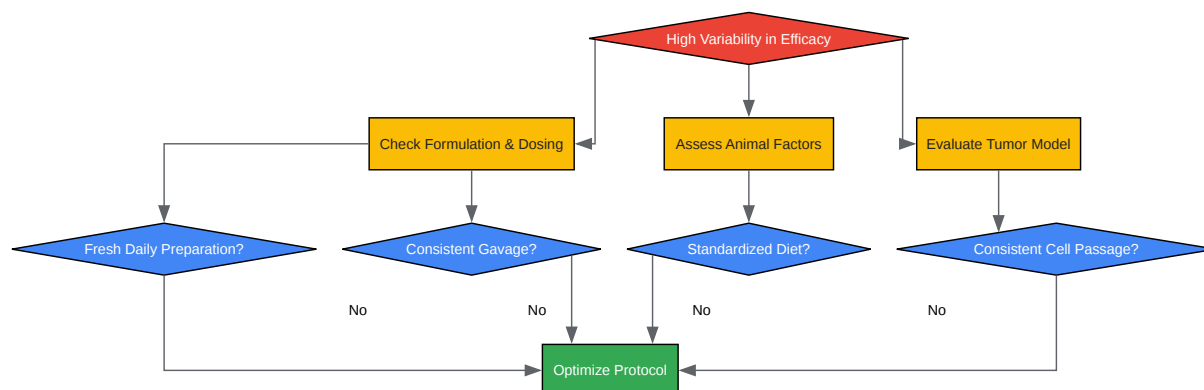 High Variability in Efficacy
Check Formulation & Dosing
Assess Animal Factors
Evaluate Tumor Model
Fresh Daily Preparation?
Consistent Gavage?
Standardized Diet?
Consistent Cell Passage?
No
No
No
No
Optimize Protocol